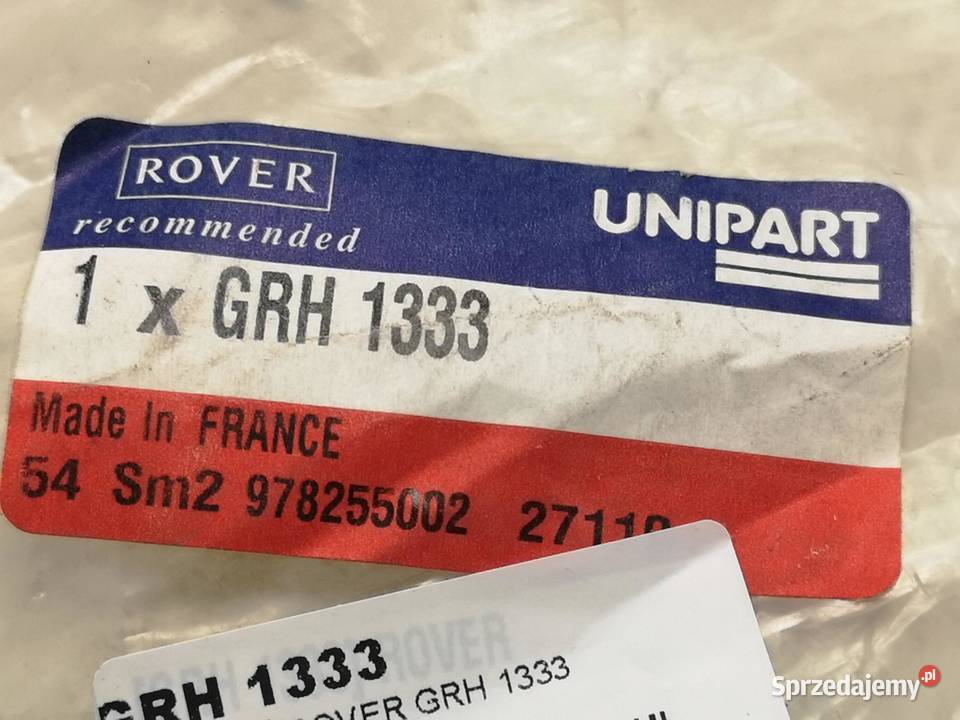 ROVER
recommended
UNIPART
1 x GRH 1333
Made In FRANCE
54 Sm2 978255002
GRH 1333
ROVER GRH 1333
Sprzedajemy.pl